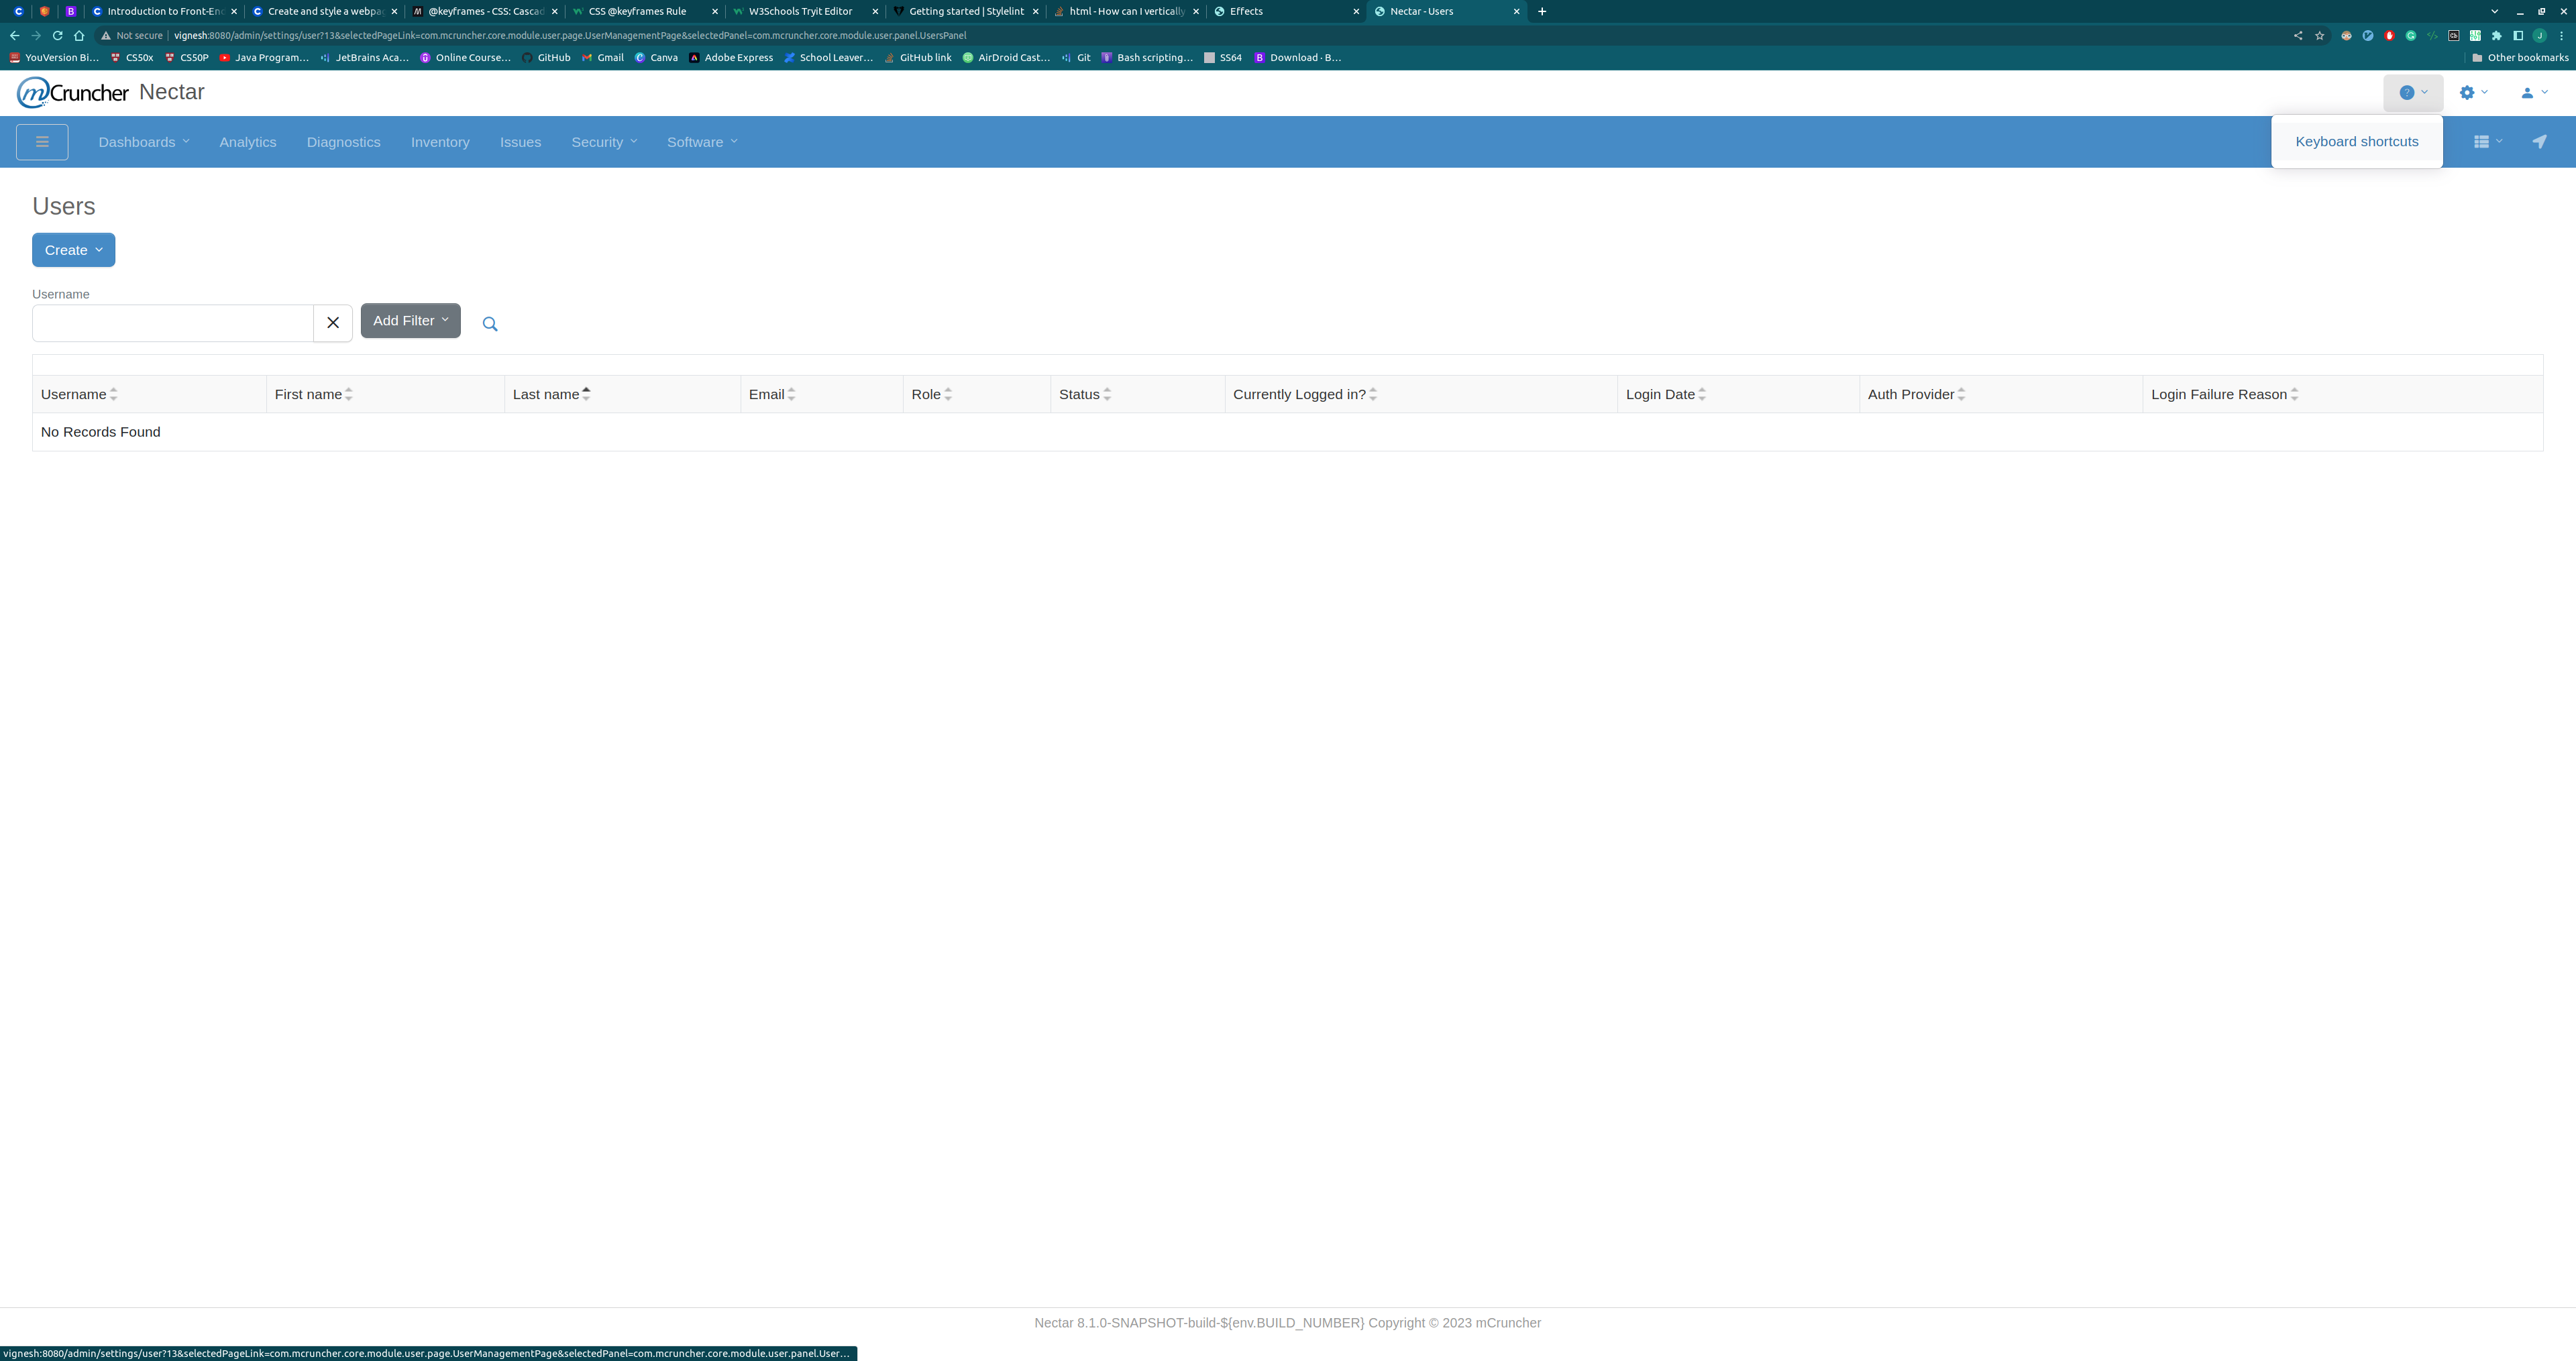 Introduction to Front-En
Create and style a webpa
@keyframes - CSS: Cascad
CSS @keyframes Rule
W3Schools Tryit Editor
Getting started | Stylelint
html - How can I vertically
Effects
Nectar - Users
Not secure
vignesh:8080/admin/settings/user?13&selectedPageLink=com.mcruncher.core.module.user.page.UserManagementPage&selectedPanel=com.mcruncher.core.module.user.panel.UsersPanel
YouVersion Bi...
CS50x
CS50P
Java Program...
JetBrains Aca...
Online Course...
GitHub
Gmail
Canva
Adobe Express
School Leaver...
GitHub link
AirDroid Cast...
Git
Bash scripting...
SS64
Download · B...
Other bookmarks
mCruncher Nectar
Dashboards
Analytics
Diagnostics
Inventory
Issues
Security
Software
Keyboard shortcuts
Users
Create
Username
Add Filter
Username
First name
Last name
Email
Role
Status
Currently Logged in?
Login Date
Auth Provider
Login Failure Reason
No Records Found
Nectar 8.1.0-SNAPSHOT-build-${env.BUILD_NUMBER} Copyright © 2023 mCruncher
vignesh:8080/admin/settings/user?13&selectedPageLink=com.mcruncher.core.module.user.page.UserManagementPage&selectedPanel=com.mcruncher.core.module.user.panel.User...